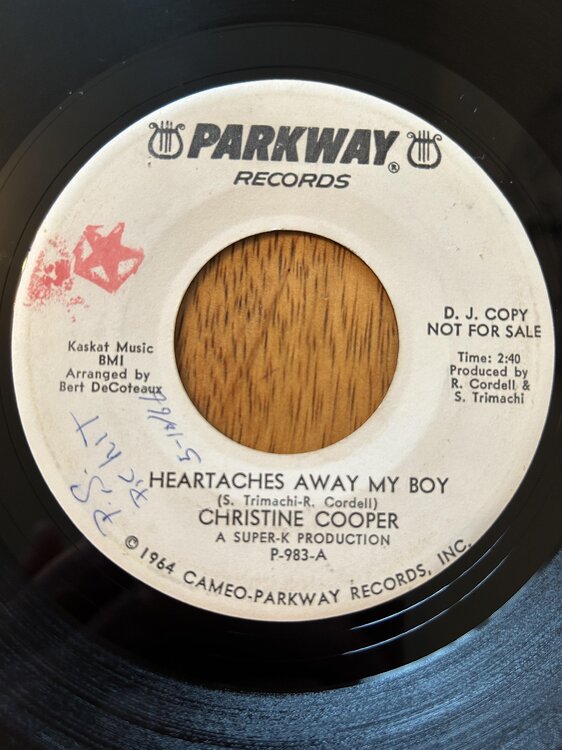 PARKWAY®
RECORDS
D. J. COPY
NOT FOR SALE
Kaskat Music
BMI
Arranged by
Bert DeCoteaux
Time: 2:40
Produced by
R. Cordell &
S. Trimachi
HEARTACHES AWAY MY BOY
(S. Trimachi-R. Cordell)
CHRISTINE COOPER
A SUPER-K PRODUCTION
P-983-A
© 1964 CAMEO-PARKWAY RECORDS, INC.